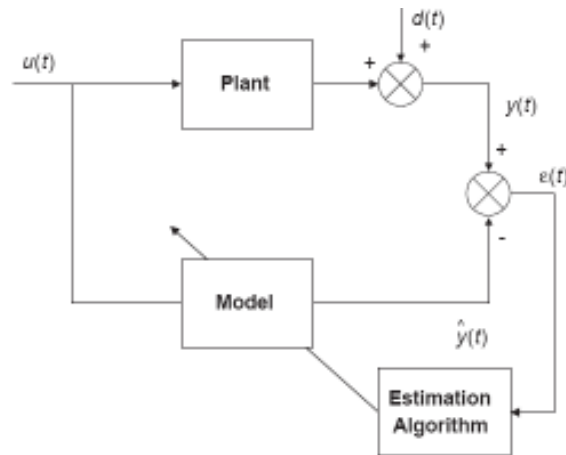 d(t)
u(t)
+
Plant
+
y(t)
+
ε(t)
-
Model
ŷ(t)
Estimation
Algorithm